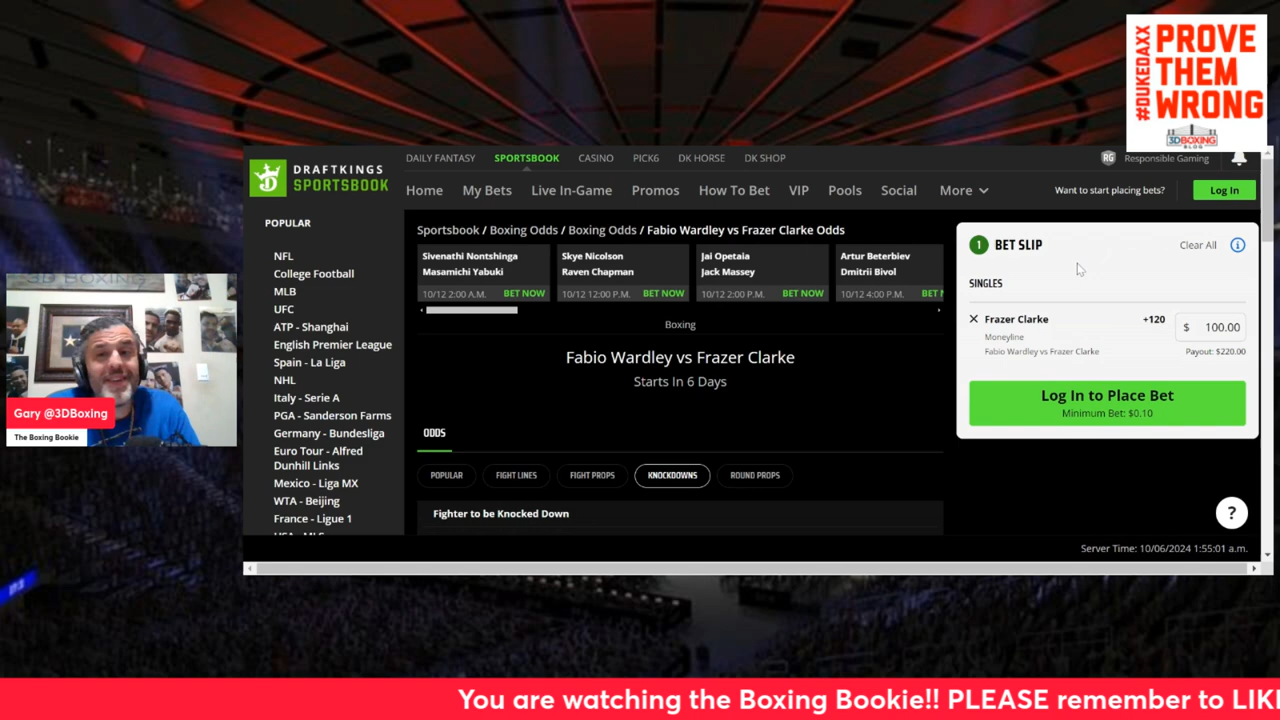 #DUKEDAXX
PROVE
THEM
WRONG
3DBOXING
BLOG
DRAFTKINGS
SPORTSBOOK
DAILY FANTASY SPORTSBOOK CASINO PICK6 DK HORSE DK SHOP
RG Responsible Gaming
Home My Bets Live In-Game Promos How To Bet VIP Pools Social More
Want to start placing bets? Log In
POPULAR
NFL
College Football
MLB
UFC
ATP - Shanghai
English Premier League
Spain - La Liga
NHL
Italy - Serie A
PGA - Sanderson Farms
Germany - Bundesliga
Euro Tour - Alfred
Dunhill Links
Mexico - Liga MX
WTA - Beijing
France - Ligue 1
USA - MLS
Sportsbook / Boxing Odds / Boxing Odds / Fabio Wardley vs Frazer Clarke Odds
Sivenathi Nontshinga
Masamichi Yabuki
10/12 2:00 A.M. BET NOW
Skye Nicolson
Raven Chapman
10/12 12:00 P.M. BET NOW
Jai Opetaia
Jack Massey
10/12 2:00 P.M. BET NOW
Artur Beterbiev
Dmitrii Bivol
10/12 4:00 P.M. BET N
Boxing
Fabio Wardley vs Frazer Clarke
Starts In 6 Days
ODDS
POPULAR FIGHT LINES FIGHT PROPS KNOCKDOWNS ROUND PROPS
Fighter to be Knocked Down
1 BET SLIP Clear All
SINGLES
Frazer Clarke +120 $ 100.00
Moneyline
Fabio Wardley vs Frazer Clarke Payout: $220.00
Log In to Place Bet
Minimum Bet: $0.10
?
Server Time: 10/06/2024 1:55:01 a.m.
3D BOXING
Gary @3DBoxing
The Boxing Bookie
You are watching the Boxing Bookie!! PLEASE remember to LIK